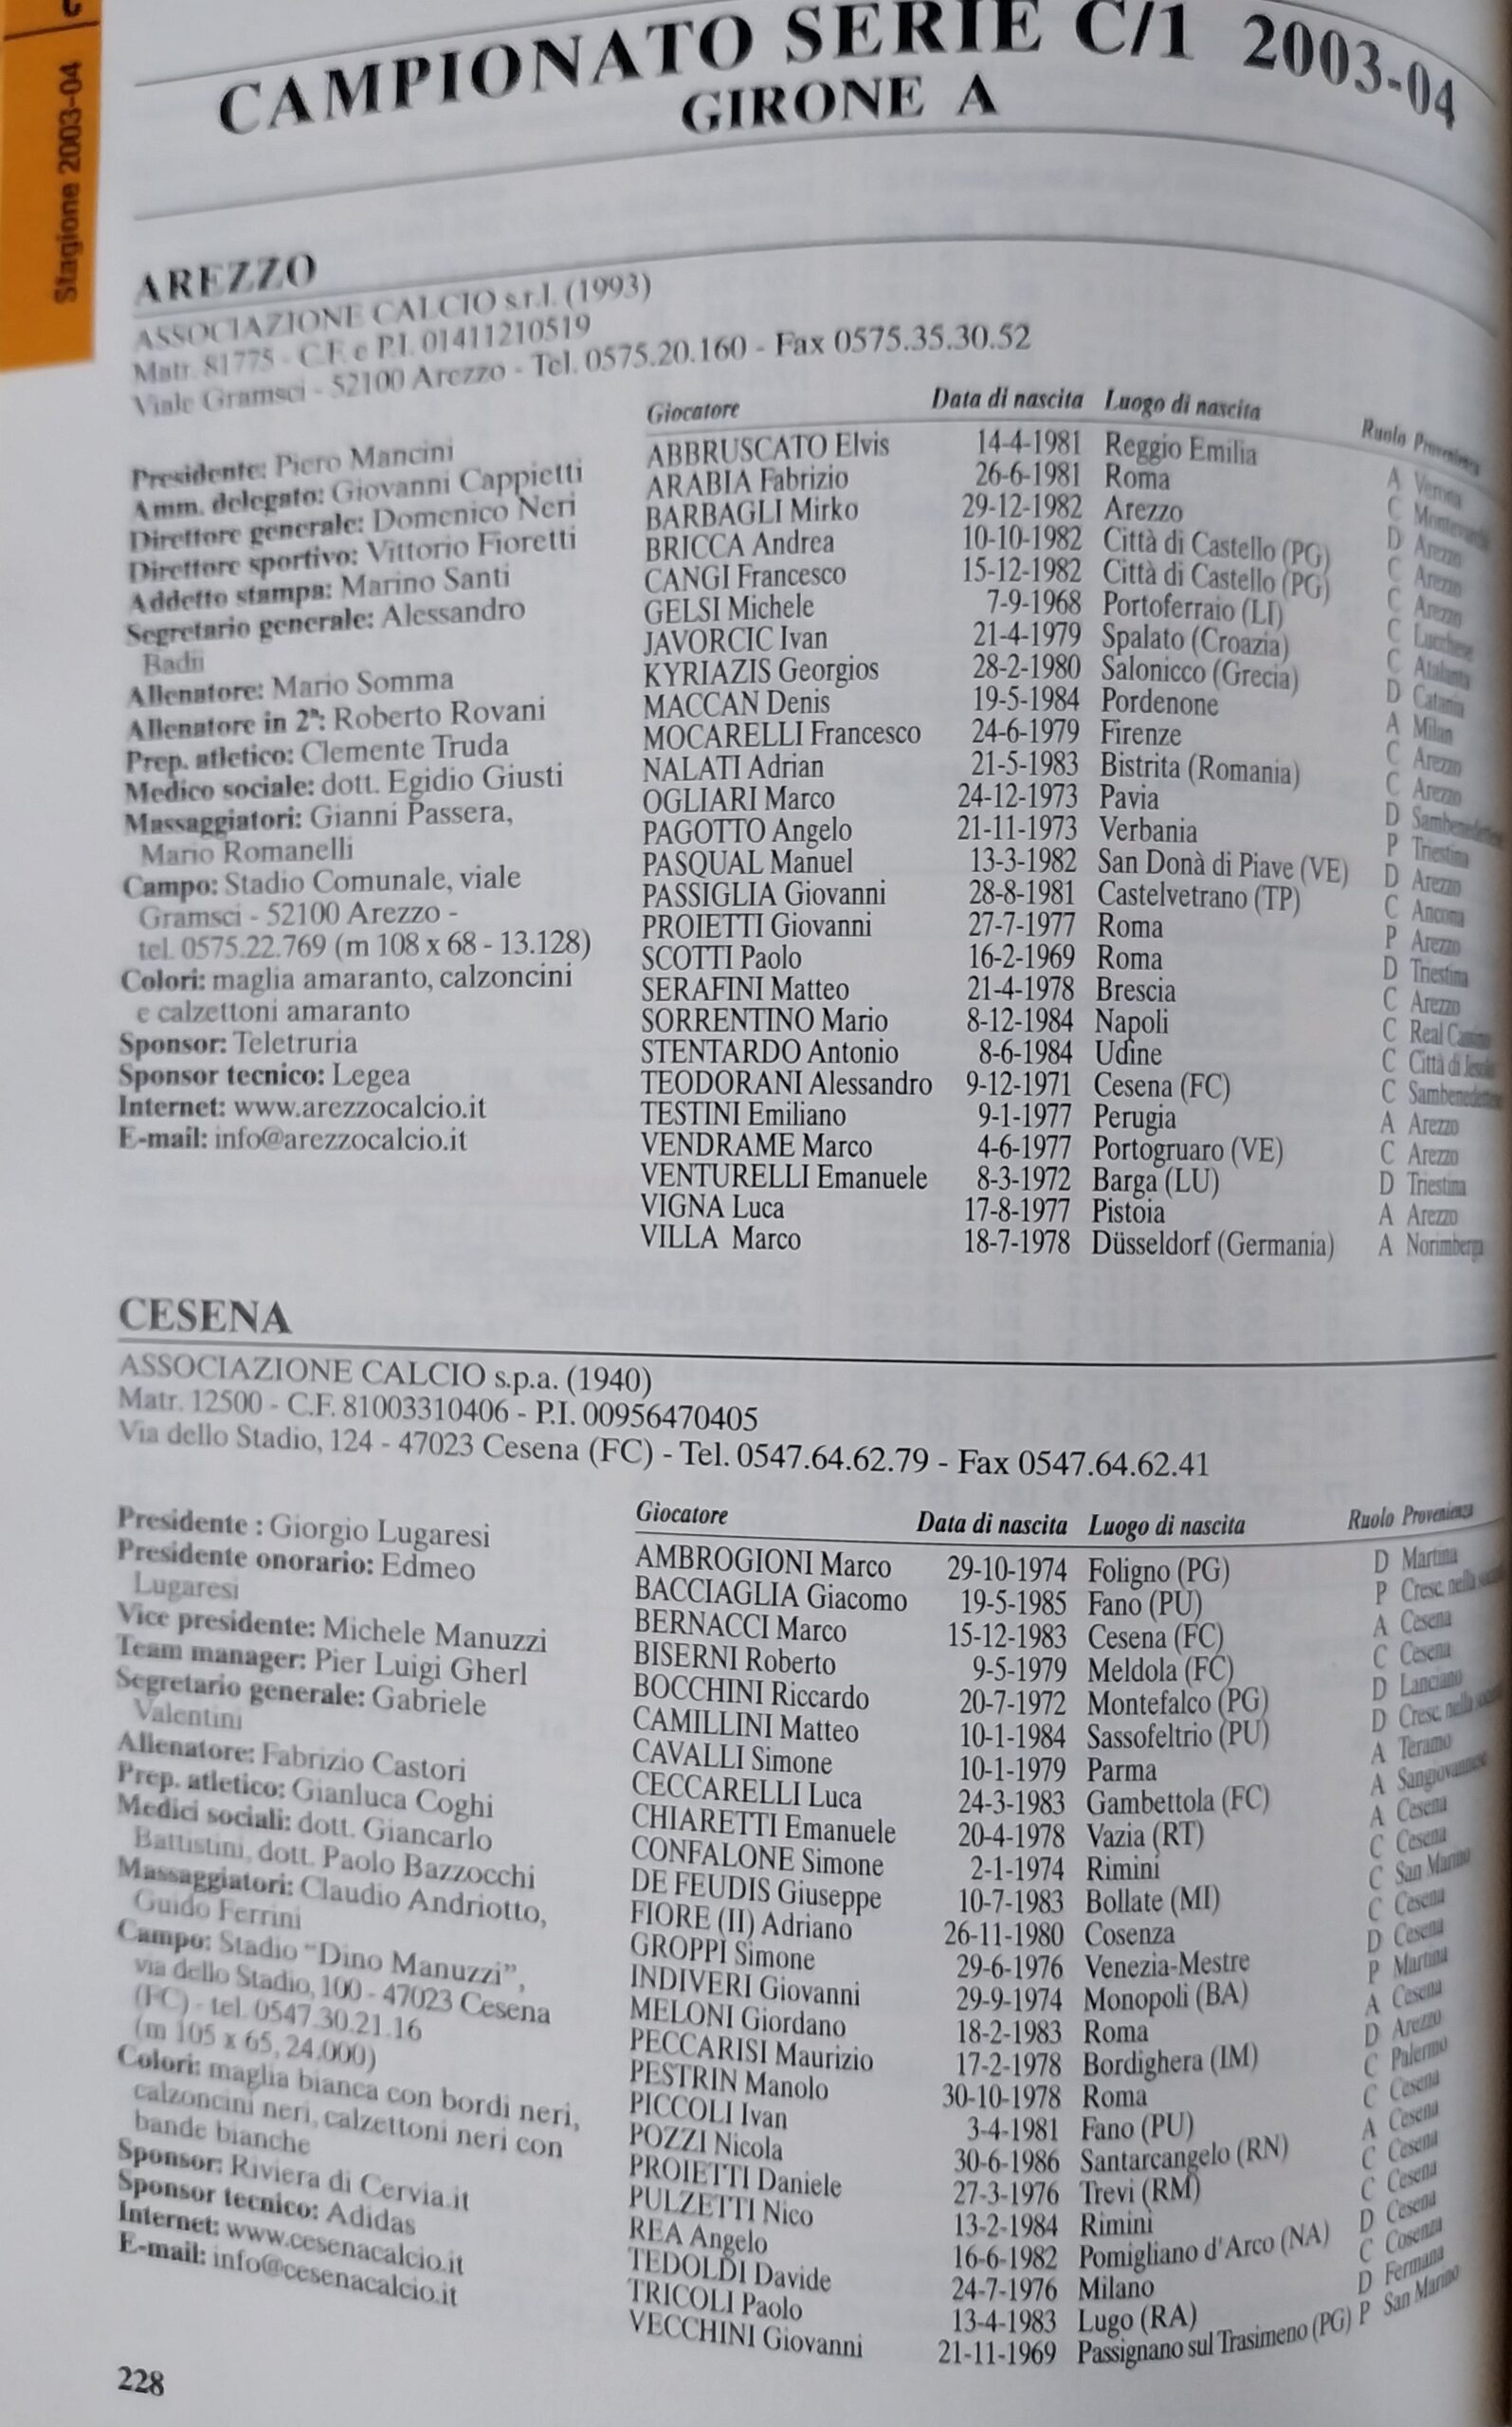 Stagione 2003-04
CAMPIONATO SERIE C/1 2003-04
GIRONE A
AREZZO
ASSOCIAZIONE CALCIO s.r.l. (1993)
Matr. 81775 - C.F. e P.I. 01411210519
Viale Gramsci - 52100 Arezzo - Tel. 0575.20.160 - Fax 0575.35.30.52
Presidente: Piero Mancini
Amm. delegato: Giovanni Cappietti
Direttore generale: Domenico Neri
Direttore sportivo: Vittorio Fioretti
Addetto stampa: Marino Santi
Segretario generale: Alessandro
Badii
Allenatore: Mario Somma
Allenatore in 2ª: Roberto Rovani
Prep. atletico: Clemente Truda
Medico sociale: dott. Egidio Giusti
Massaggiatori: Gianni Passera,
Mario Romanelli
Campo: Stadio Comunale, viale
Gramsci - 52100 Arezzo -
tel. 0575.22.769 (m 108 x 68 - 13.128)
Colori: maglia amaranto, calzoncini
e calzettoni amaranto
Sponsor: Teletruria
Sponsor tecnico: Legea
Internet: www.arezzocalcio.it
E-mail: info@arezzocalcio.it
Giocatore Data di nascita Luogo di nascita Ruolo Provenienza
ABBRUSCATO Elvis 14-4-1981 Reggio Emilia A Verona
ARABIA Fabrizio 26-6-1981 Roma C Montevarchi
BARBAGLI Mirko 29-12-1982 Arezzo D Arezzo
BRICCA Andrea 10-10-1982 Città di Castello (PG) C Arezzo
CANGI Francesco 15-12-1982 Città di Castello (PG) C Arezzo
GELSI Michele 7-9-1968 Portoferraio (LI) C Lucchese
JAVORCIC Ivan 21-4-1979 Spalato (Croazia) C Atalanta
KYRIAZIS Georgios 28-2-1980 Salonicco (Grecia) D Catania
MACCAN Denis 19-5-1984 Pordenone A Milan
MOCARELLI Francesco 24-6-1979 Firenze C Arezzo
NALATI Adrian 21-5-1983 Bistrita (Romania) C Arezzo
OGLIARI Marco 24-12-1973 Pavia D Sambenedettese
PAGOTTO Angelo 21-11-1973 Verbania P Triestina
PASQUAL Manuel 13-3-1982 San Donà di Piave (VE) D Arezzo
PASSIGLIA Giovanni 28-8-1981 Castelvetrano (TP) C Ancona
PROIETTI Giovanni 27-7-1977 Roma P Arezzo
SCOTTI Paolo 16-2-1969 Roma D Triestina
SERAFINI Matteo 21-4-1978 Brescia C Arezzo
SORRENTINO Mario 8-12-1984 Napoli C Real
STENTARDO Antonio 8-6-1984 Udine C Città di Jesolo
TEODORANI Alessandro 9-12-1971 Cesena (FC) C Sambenedettese
TESTINI Emiliano 9-1-1977 Perugia A Arezzo
VENDRAME Marco 4-6-1977 Portogruaro (VE) C Arezzo
VENTURELLI Emanuele 8-3-1972 Barga (LU) D Triestina
VIGNA Luca 17-8-1977 Pistoia A Arezzo
VILLA Marco 18-7-1978 Düsseldorf (Germania) A Norimberga
CESENA
ASSOCIAZIONE CALCIO s.p.a. (1940)
Matr. 12500 - C.F. 81003310406 - P.I. 00956470405
Via dello Stadio, 124 - 47023 Cesena (FC) - Tel. 0547.64.62.79 - Fax 0547.64.62.41
Presidente : Giorgio Lugaresi
Presidente onorario: Edmeo
Lugaresi
Vice presidente: Michele Manuzzi
Team manager: Pier Luigi Gherl
Segretario generale: Gabriele
Valentini
Allenatore: Fabrizio Castori
Prep. atletico: Gianluca Coghi
Medici sociali: dott. Giancarlo
Battistini, dott. Paolo Bazzocchi
Massaggiatori: Claudio Andriotto,
Guido Ferrini
Campo: Stadio "Dino Manuzzi",
via dello Stadio, 100 - 47023 Cesena
(FC) - tel. 0547.30.21.16
(m 105 x 65, 24.000)
Colori: maglia bianca con bordi neri,
calzoncini neri, calzettoni neri con
bande bianche
Sponsor: Riviera di Cervia.it
Sponsor tecnico: Adidas
Internet: www.cesenacalcio.it
E-mail: info@cesenacalcio.it
Giocatore Data di nascita Luogo di nascita Ruolo Provenienza
AMBROGIONI Marco 29-10-1974 Foligno (PG) D Martina
BACCIAGLIA Giacomo 19-5-1985 Fano (PU) P Cresc. nella società
BERNACCI Marco 15-12-1983 Cesena (FC) A Cesena
BISERNI Roberto 9-5-1979 Meldola (FC) C Cesena
BOCCHINI Riccardo 20-7-1972 Montefalco (PG) D Lanciano
CAMILLINI Matteo 10-1-1984 Sassofeltrio (PU) D Cresc. nella società
CAVALLI Simone 10-1-1979 Parma A Teramo
CECCARELLI Luca 24-3-1983 Gambettola (FC) A Sangiovannese
CHIARETTI Emanuele 20-4-1978 Vazia (RT) A Cesena
CONFALONE Simone 2-1-1974 Rimini C Cesena
DE FEUDIS Giuseppe 10-7-1983 Bollate (MI) C San Marino
FIORE (II) Adriano 26-11-1980 Cosenza C Cesena
GROPPI Simone 29-6-1976 Venezia-Mestre D Cesena
INDIVERI Giovanni 29-9-1974 Monopoli (BA) P Martina
MELONI Giordano 18-2-1983 Roma A Cesena
PECCARISI Maurizio 17-2-1978 Bordighera (IM) D Arezzo
PESTRIN Manolo 30-10-1978 Roma C Palermo
PICCOLI Ivan 3-4-1981 Fano (PU) C Cesena
POZZI Nicola 30-6-1986 Santarcangelo (RN) A Cesena
PROIETTI Daniele 27-3-1976 Trevi (RM) C Cesena
PULZETTI Nico 13-2-1984 Rimini C Cesena
REA Angelo 16-6-1982 Pomigliano d'Arco (NA) D Cesena
TEDOLDI Davide 24-7-1976 Milano C Cosenza
TRICOLI Paolo 13-4-1983 Lugo (RA) D Fermana
VECCHINI Giovanni 21-11-1969 Passignano sul Trasimeno (PG) P San Marino
228